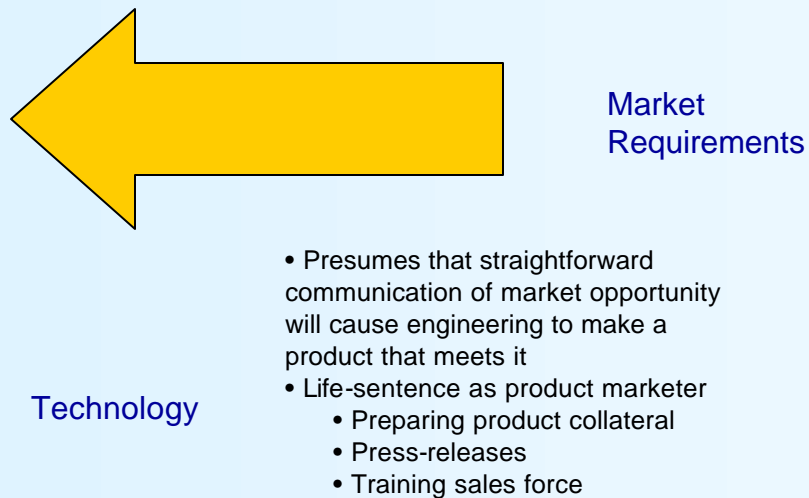 Market
Requirements
• Presumes that straightforward
communication of market opportunity
will cause engineering to make a
product that meets it
• Life-sentence as product marketer
• Preparing product collateral
• Press-releases
• Training sales force
Technology